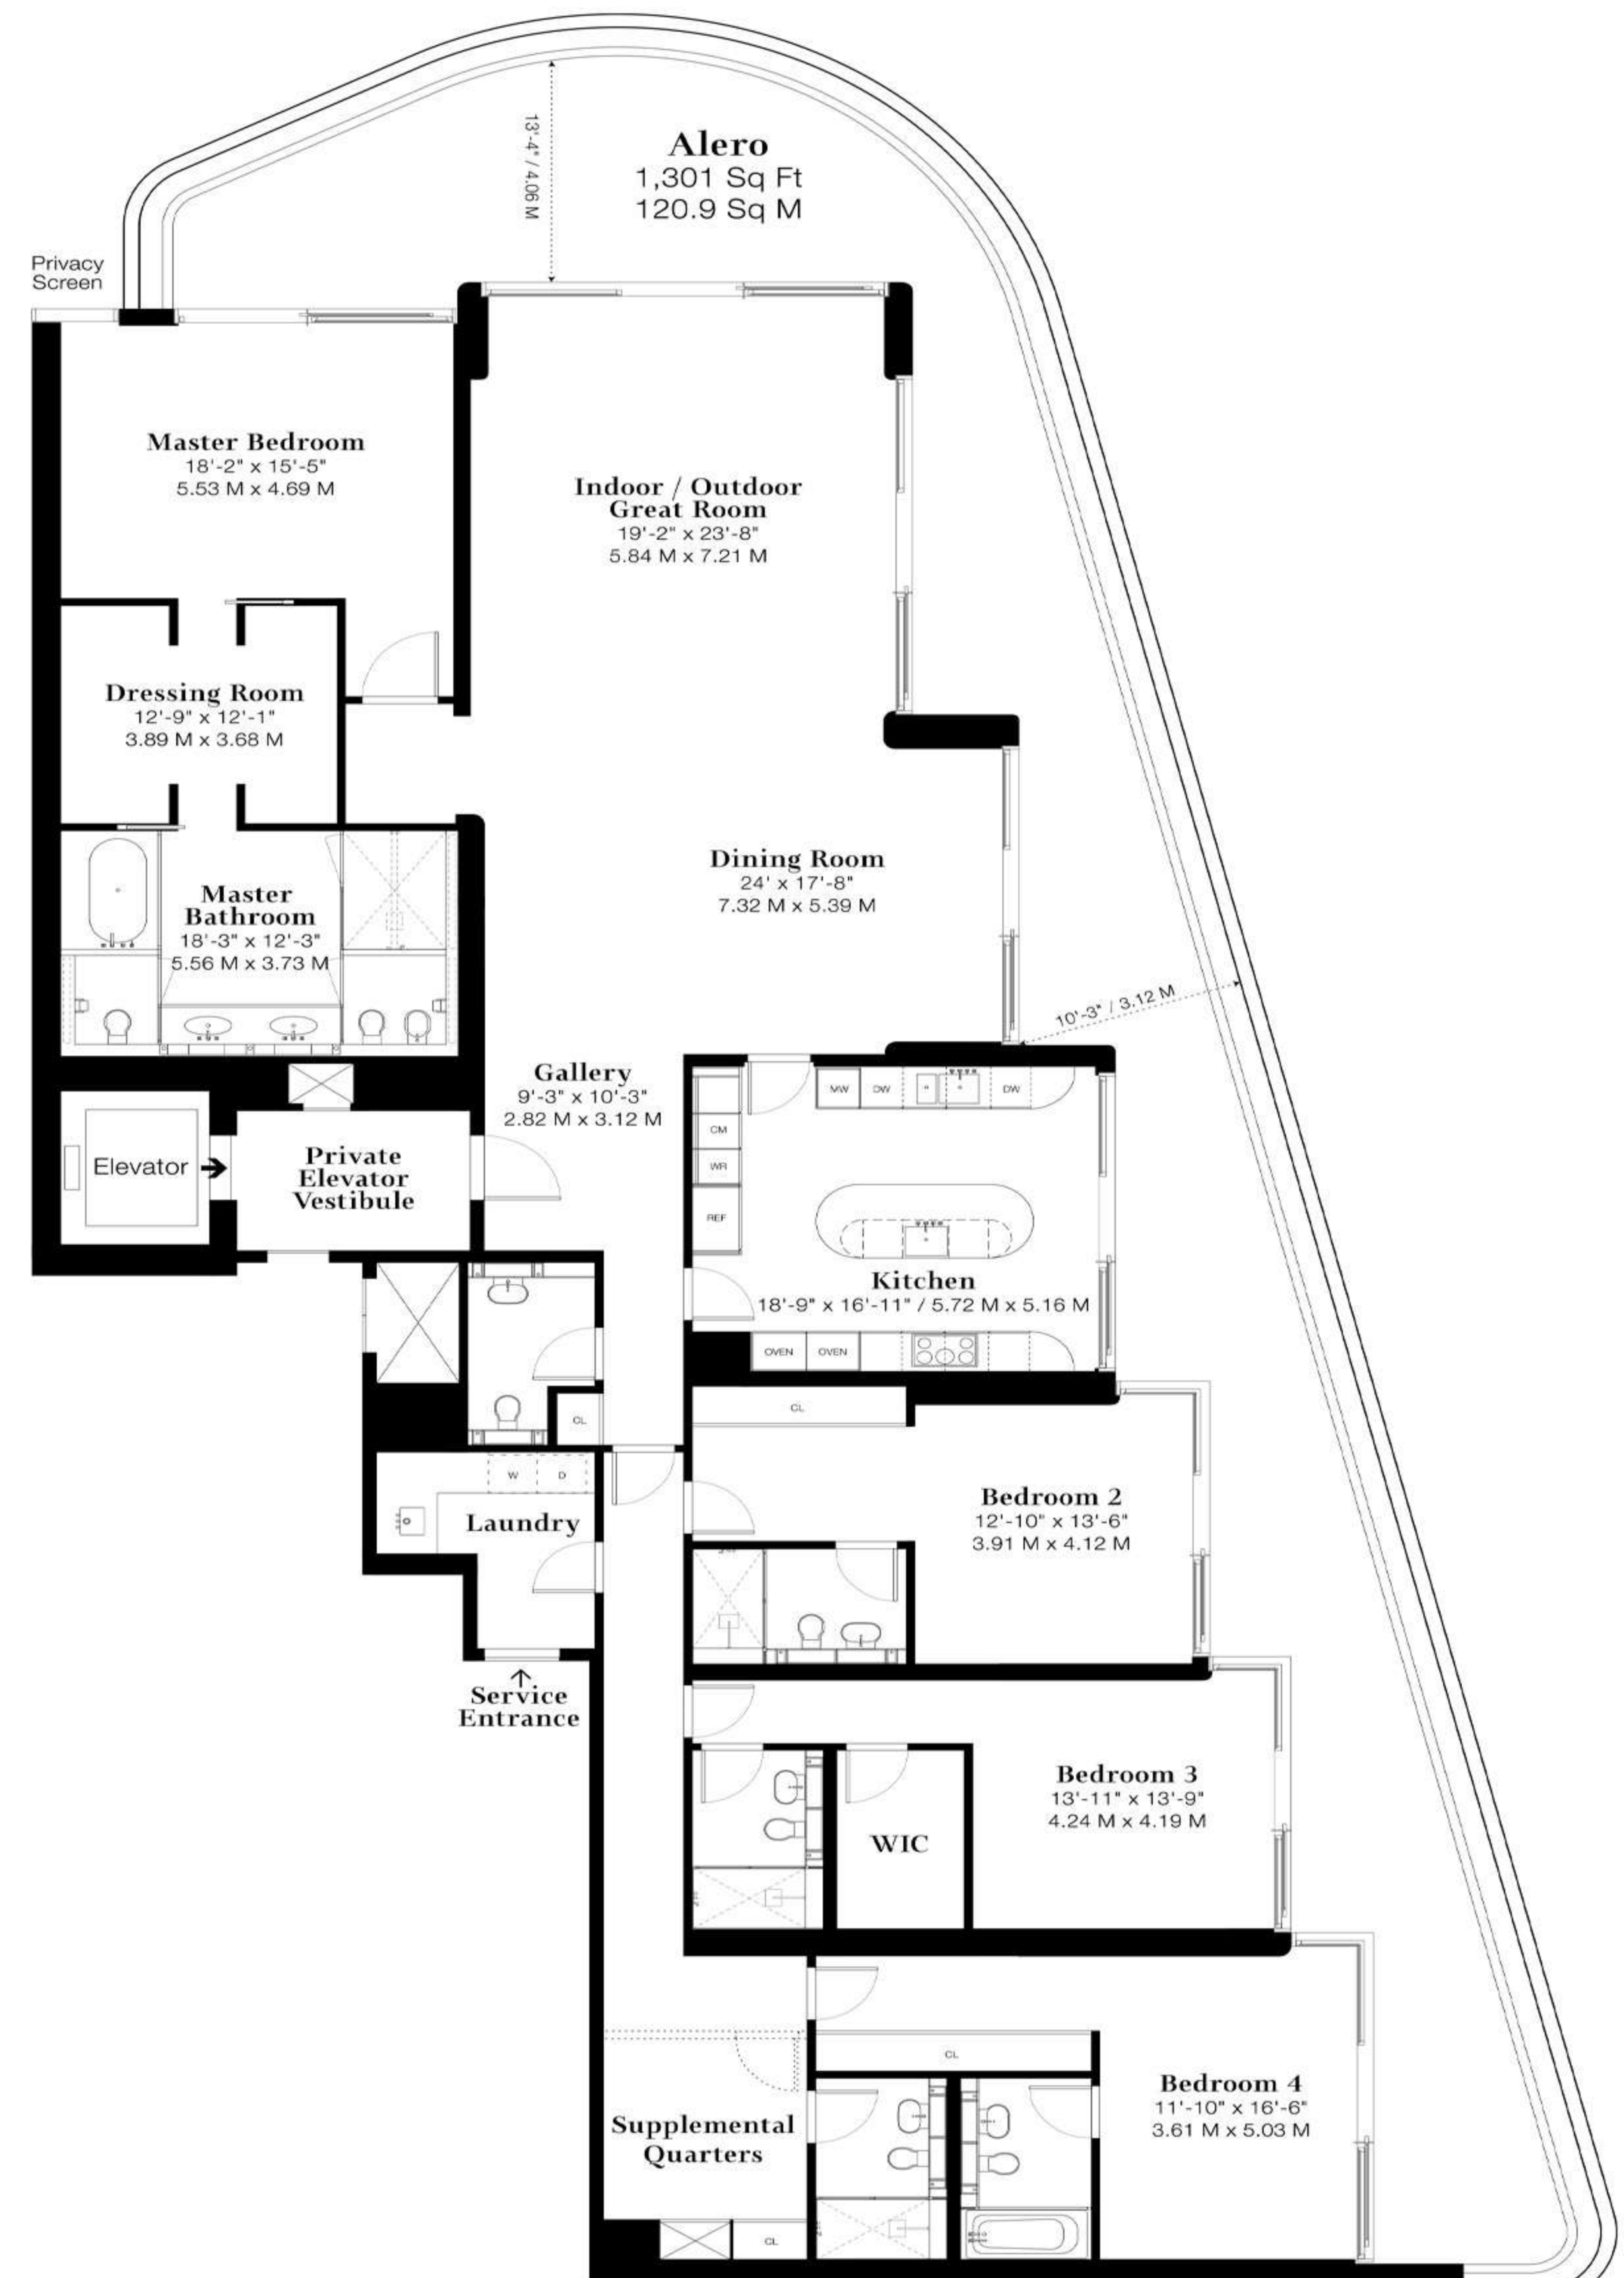 Alero
1,301 Sq Ft
120.9 Sq M
13'-4" / 4.06 M
Privacy
Screen
Master Bedroom
18'-2" x 15'-5"
5.53 M x 4.69 M
Indoor / Outdoor
Great Room
19'-2" x 23'-8"
5.84 M x 7.21 M
Dressing Room
12'-9" x 12'-1"
3.89 M x 3.68 M
Dining Room
24' x 17'-8"
7.32 M x 5.39 M
Master
Bathroom
18'-3" x 12'-3"
5.56 M x 3.73 M
10'-3" / 3.12 M
Gallery
9'-3" x 10'-3"
2.82 M x 3.12 M
MW
DW
DW
CM
WR
REF
Elevator
Private
Elevator
Vestibule
Kitchen
18'-9" x 16'-11" / 5.72 M x 5.16 M
OVEN
OVEN
CL
CL
W
D
Laundry
Bedroom 2
12'-10" x 13'-6"
3.91 M x 4.12 M
Service
Entrance
Bedroom 3
13'-11" x 13'-9"
4.24 M x 4.19 M
WIC
CL
Bedroom 4
11'-10" x 16'-6"
3.61 M x 5.03 M
Supplemental
Quarters
CL